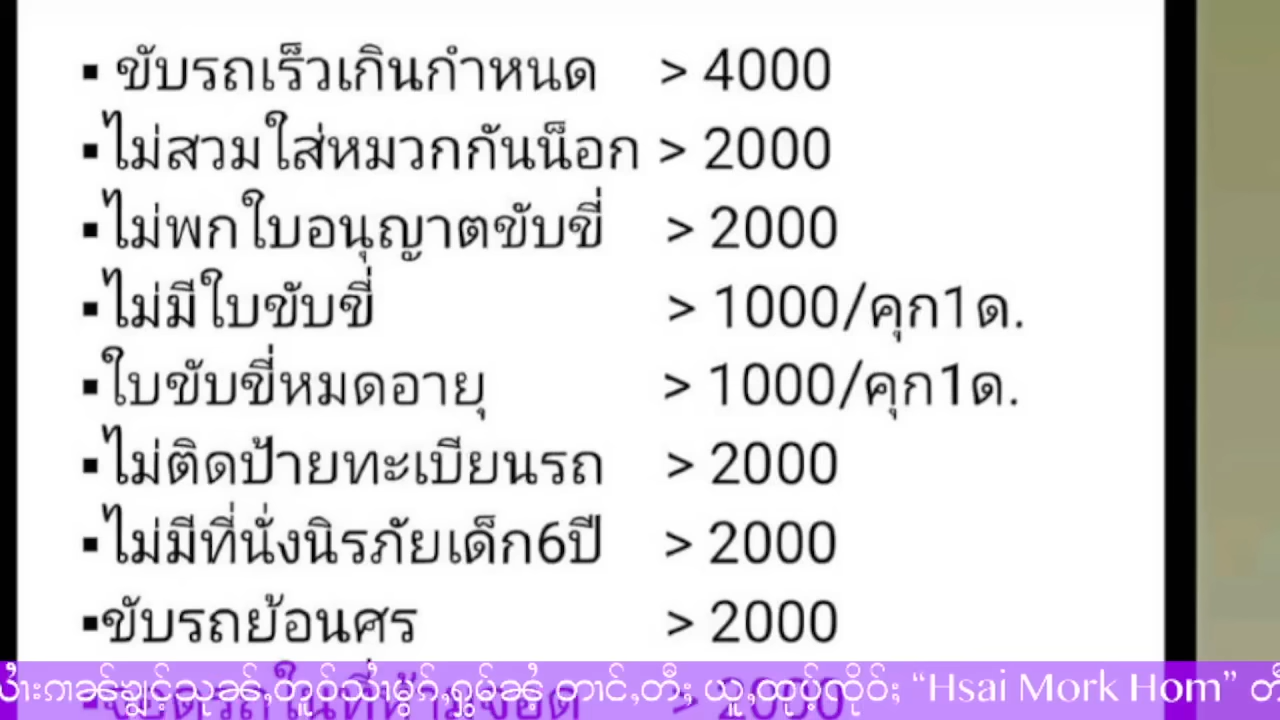 ▪ ขับรถเร็วเกินกำหนด > 4000
▪ไม่สวมใส่หมวกกันน็อก > 2000
▪ไม่พกใบอนุญาตขับขี่ > 2000
▪ไม่มีใบขับขี่ > 1000/คุก1ด.
▪ใบขับขี่หมดอายุ > 1000/คุก1ด.
▪ไม่ติดป้ายทะเบียนรถ > 2000
▪ไม่มีที่นั่งนิรภัยเด็ก6ปี > 2000
▪ขับรถย้อนศร > 2000
“Hsai Mork Hom”